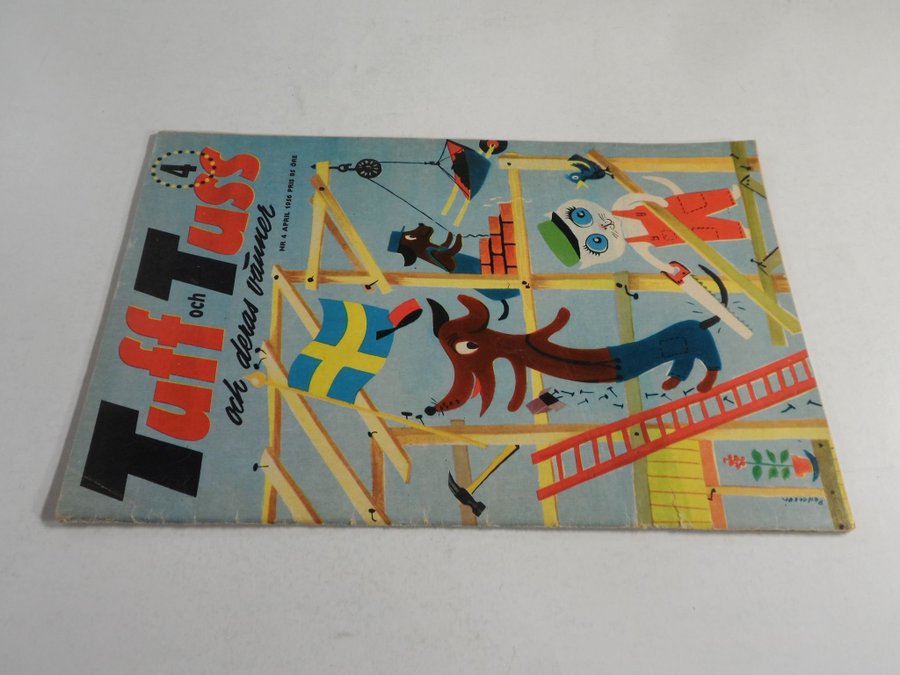 4
Tuff
och
Tuss
och deras vänner
NR 4 APRIL 1956 PRIS 85 ÖRE